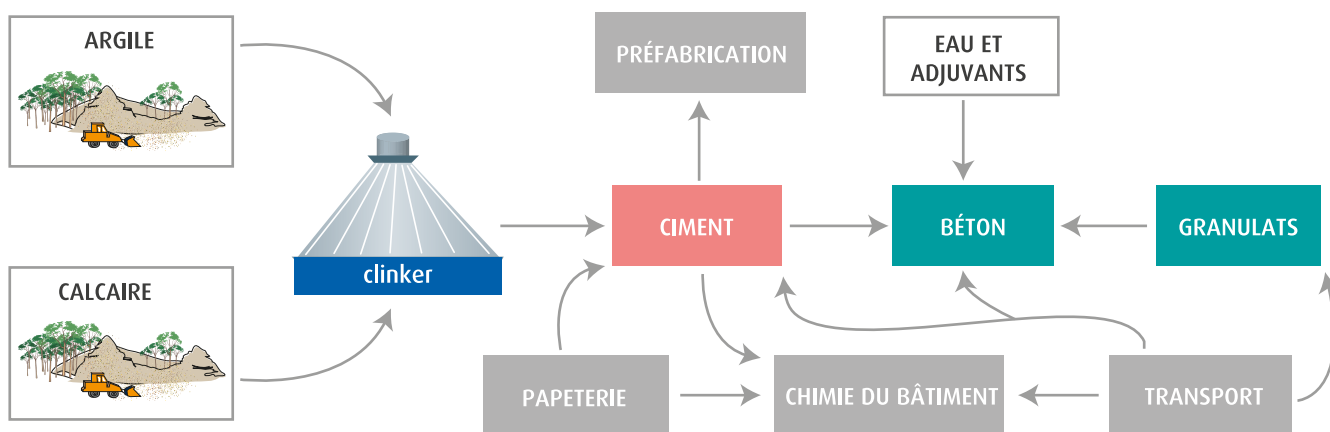 ARGILE
PRÉFABRICATION
EAU ET
ADJUVANTS
CIMENT
BÉTON
GRANULATS
clinker
CALCAIRE
PAPETERIE
CHIMIE DU BÂTIMENT
TRANSPORT